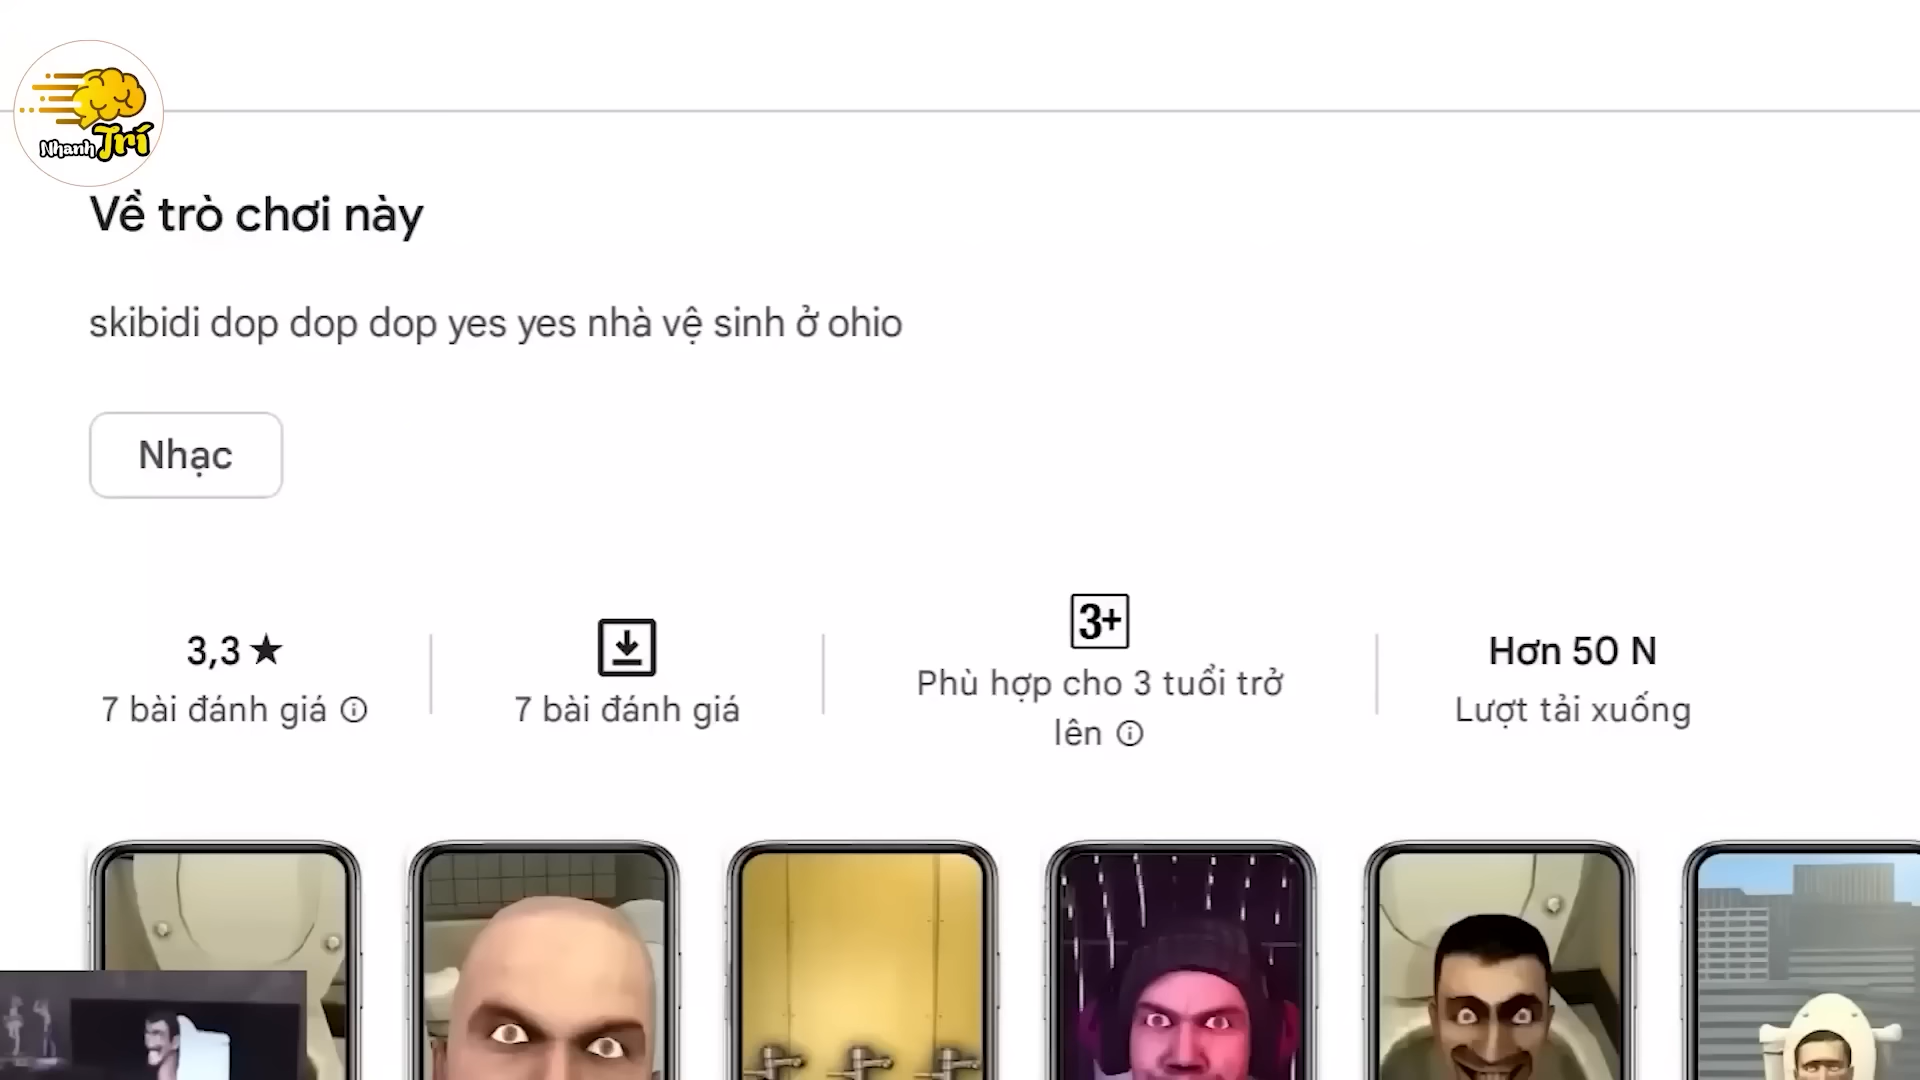 Nhanh Trí
Về trò chơi này
skibidi dop dop dop yes yes nhà vệ sinh ở ohio
Nhạc
3,3 ★
7 bài đánh giá
7 bài đánh giá
3+
Phù hợp cho 3 tuổi trở
lên
Hơn 50 N
Lượt tải xuống